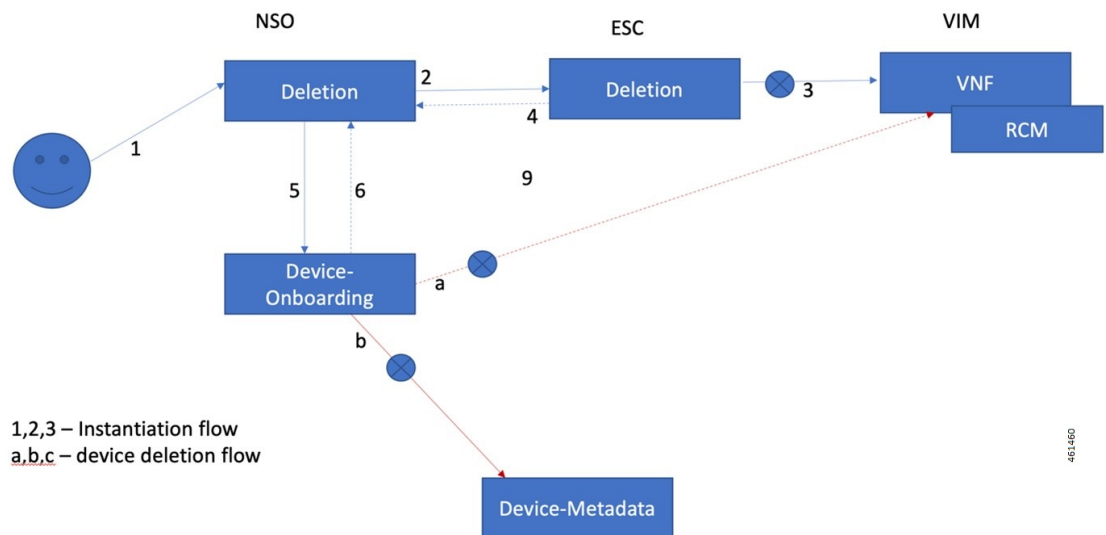 NSO
ESC
VIM
Deletion
2
Deletion
3
VNF
4
RCM
1
5
6
9
Device-
Onboarding
a
b
1,2,3 – Instantiation flow
a,b,c – device deletion flow
461460
Device-Metadata